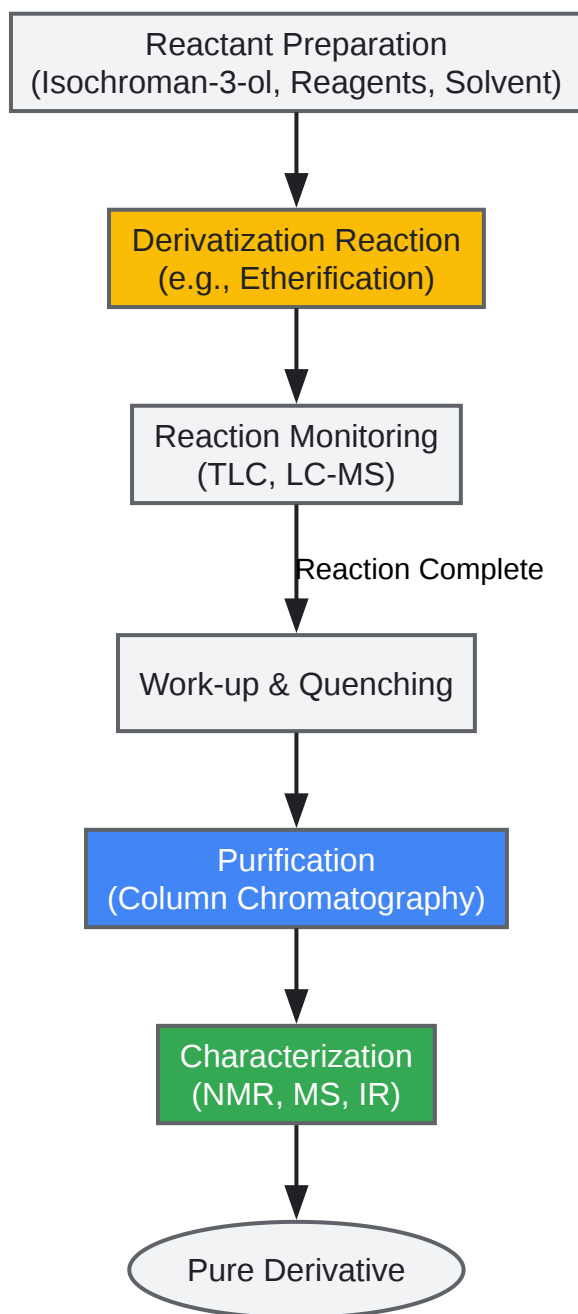 Reactant Preparation
(Isochroman-3-ol, Reagents, Solvent)
Derivatization Reaction
(e.g., Etherification)
Reaction Monitoring
(TLC, LC-MS)
Reaction Complete
Work-up & Quenching
Purification
(Column Chromatography)
Characterization
(NMR, MS, IR)
Pure Derivative